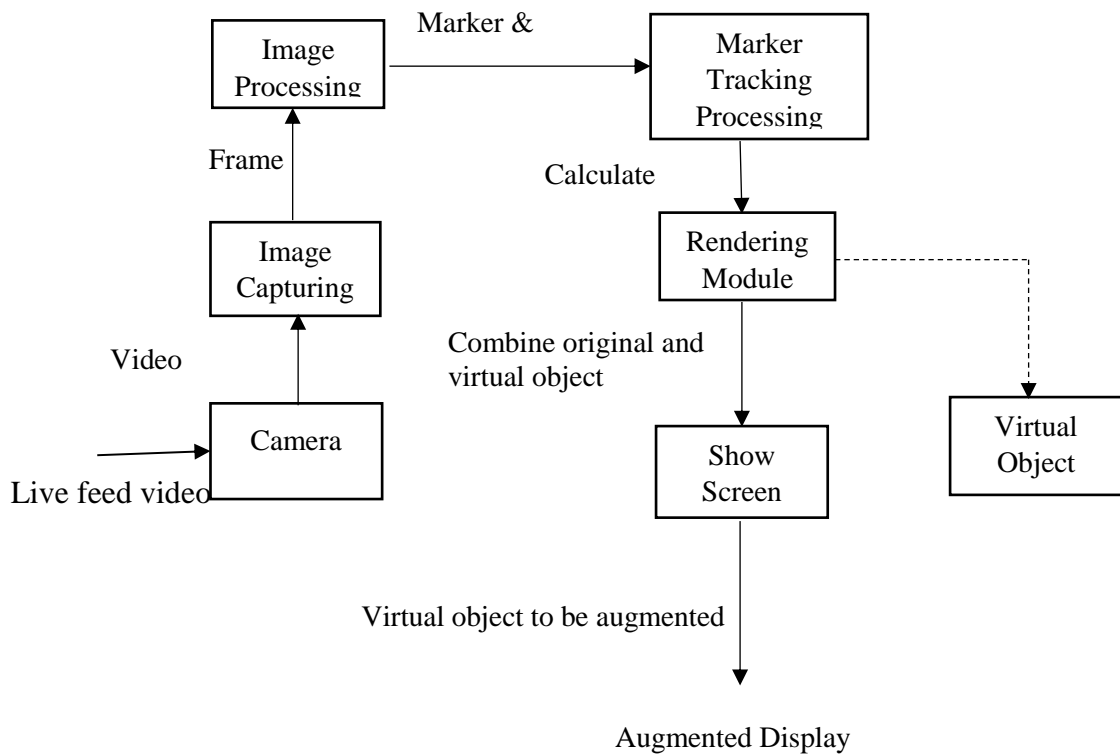 Live feed video
Camera
Video
Image
Capturing
Frame
Image
Processing
Marker &
Marker
Tracking
Processing
Calculate
Rendering
Module
Virtual
Object
Combine original and
virtual object
Show
Screen
Virtual object to be augmented
Augmented Display